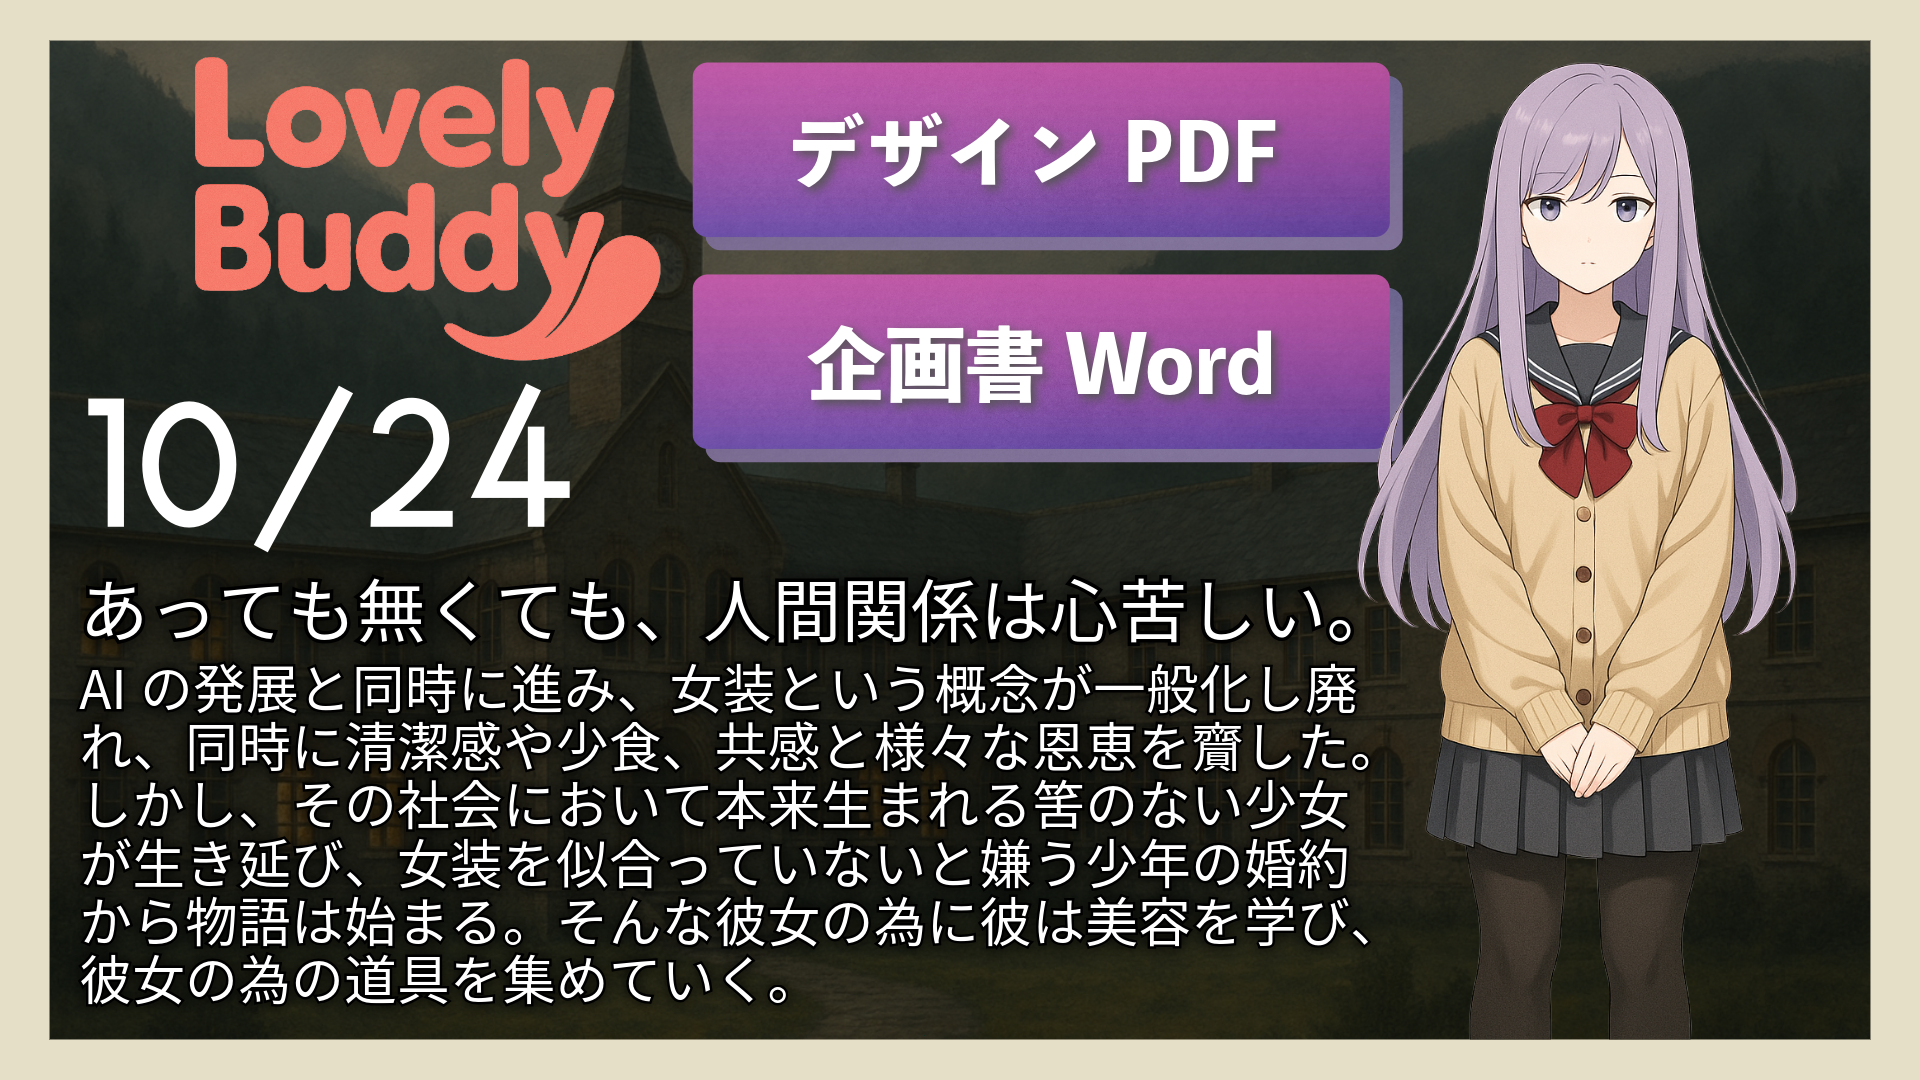 Lovely
Buddy
デザイン PDF
企画書 Word
10/24
あっても無くても、人間関係は心苦しい。
AI の発展と同時に進み、女装という概念が一般化し廃
れ、同時に清潔感や少食、共感と様々な恩恵を齎した。
しかし、その社会において本来生まれる筈のない少女
が生き延び、女装を似合っていないと嫌う少年の婚約
から物語は始まる。そんな彼女の為に彼は美容を学び、
彼女の為の道具を集めていく。